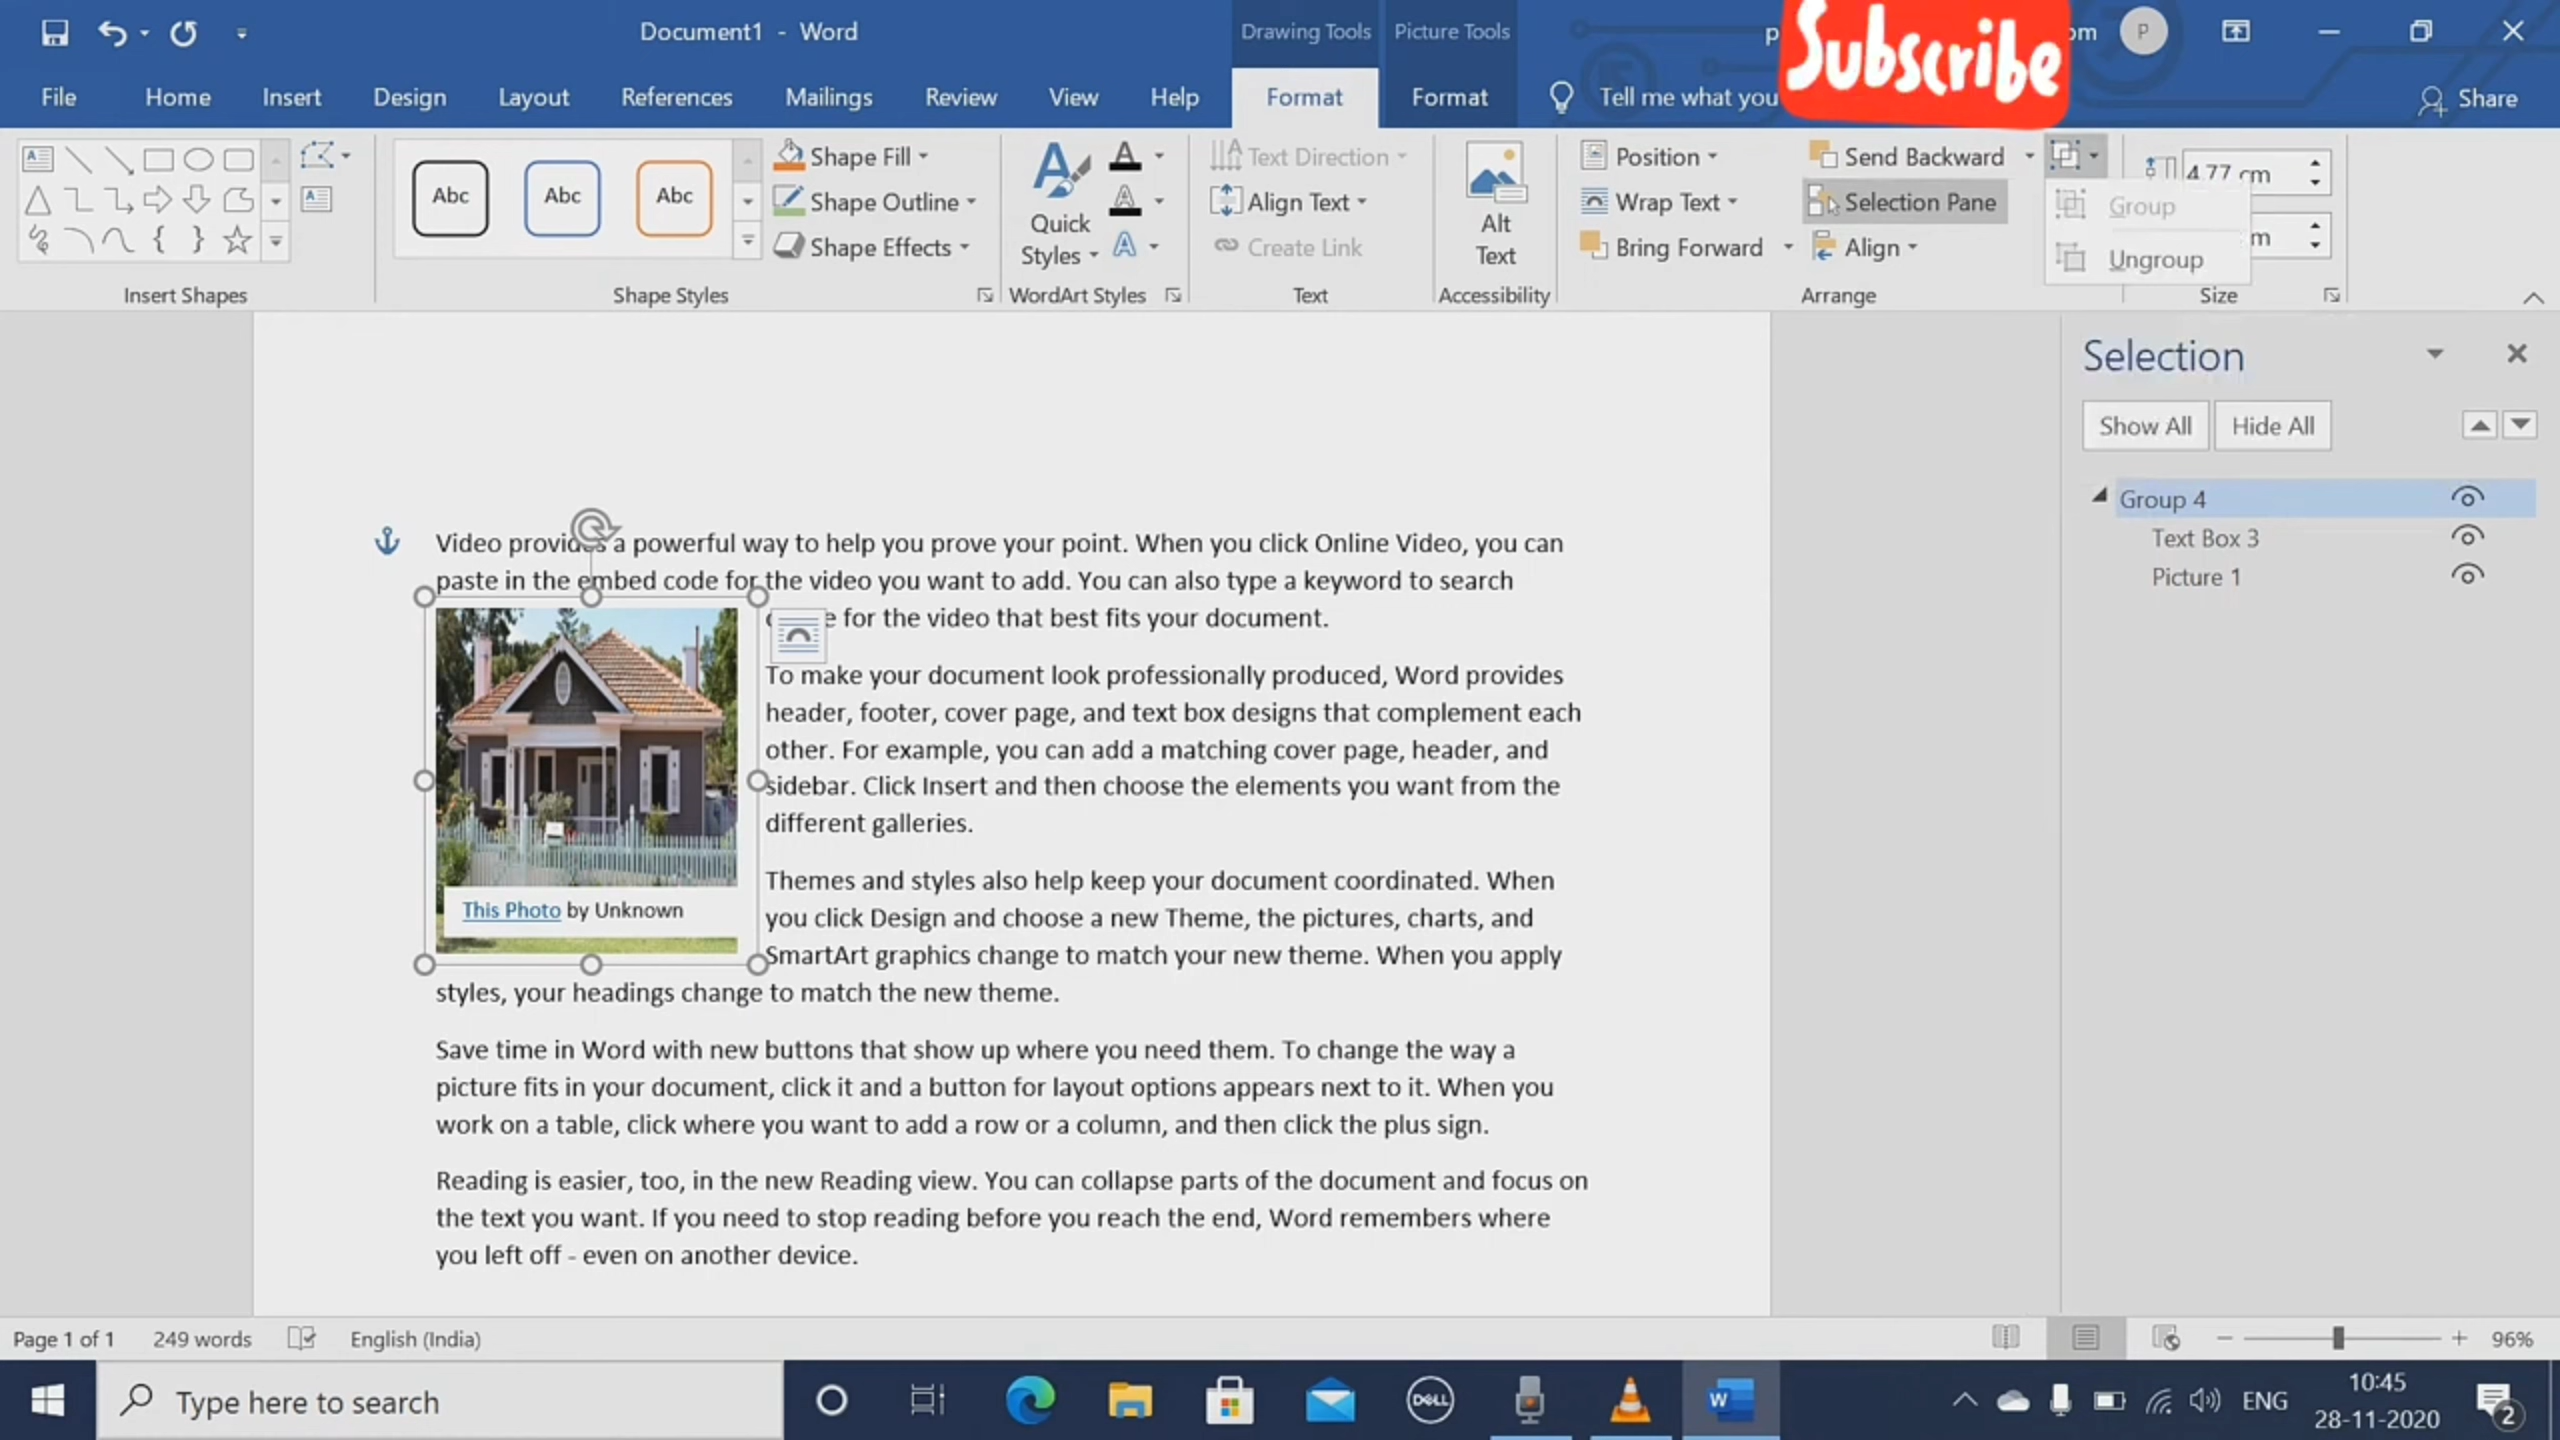 Document1 - Word
Drawing Tools
Picture Tools
p
om
P
Subscribe
File
Home
Insert
Design
Layout
References
Mailings
Review
View
Help
Format
Format
Tell me what you
Share
Abc
Abc
Abc
Shape Fill
Shape Outline
Shape Effects
Quick
Styles
Text Direction
Align Text
Create Link
Alt
Text
Position
Wrap Text
Bring Forward
Send Backward
Selection Pane
Align
Group
Ungroup
4.77 cm
m
Insert Shapes
Shape Styles
WordArt Styles
Text
Accessibility
Arrange
Size
Selection
Show All
Hide All
Group 4
Text Box 3
Picture 1
Video provides a powerful way to help you prove your point. When you click Online Video, you can
paste in the embed code for the video you want to add. You can also type a keyword to search
for the video that best fits your document.
To make your document look professionally produced, Word provides
header, footer, cover page, and text box designs that complement each
other. For example, you can add a matching cover page, header, and
sidebar. Click Insert and then choose the elements you want from the
different galleries.
Themes and styles also help keep your document coordinated. When
you click Design and choose a new Theme, the pictures, charts, and
SmartArt graphics change to match your new theme. When you apply
styles, your headings change to match the new theme.
This Photo by Unknown
Save time in Word with new buttons that show up where you need them. To change the way a
picture fits in your document, click it and a button for layout options appears next to it. When you
work on a table, click where you want to add a row or a column, and then click the plus sign.
Reading is easier, too, in the new Reading view. You can collapse parts of the document and focus on
the text you want. If you need to stop reading before you reach the end, Word remembers where
you left off - even on another device.
Page 1 of 1
249 words
English (India)
96%
Type here to search
DELL
W
ENG
10:45
28-11-2020
2